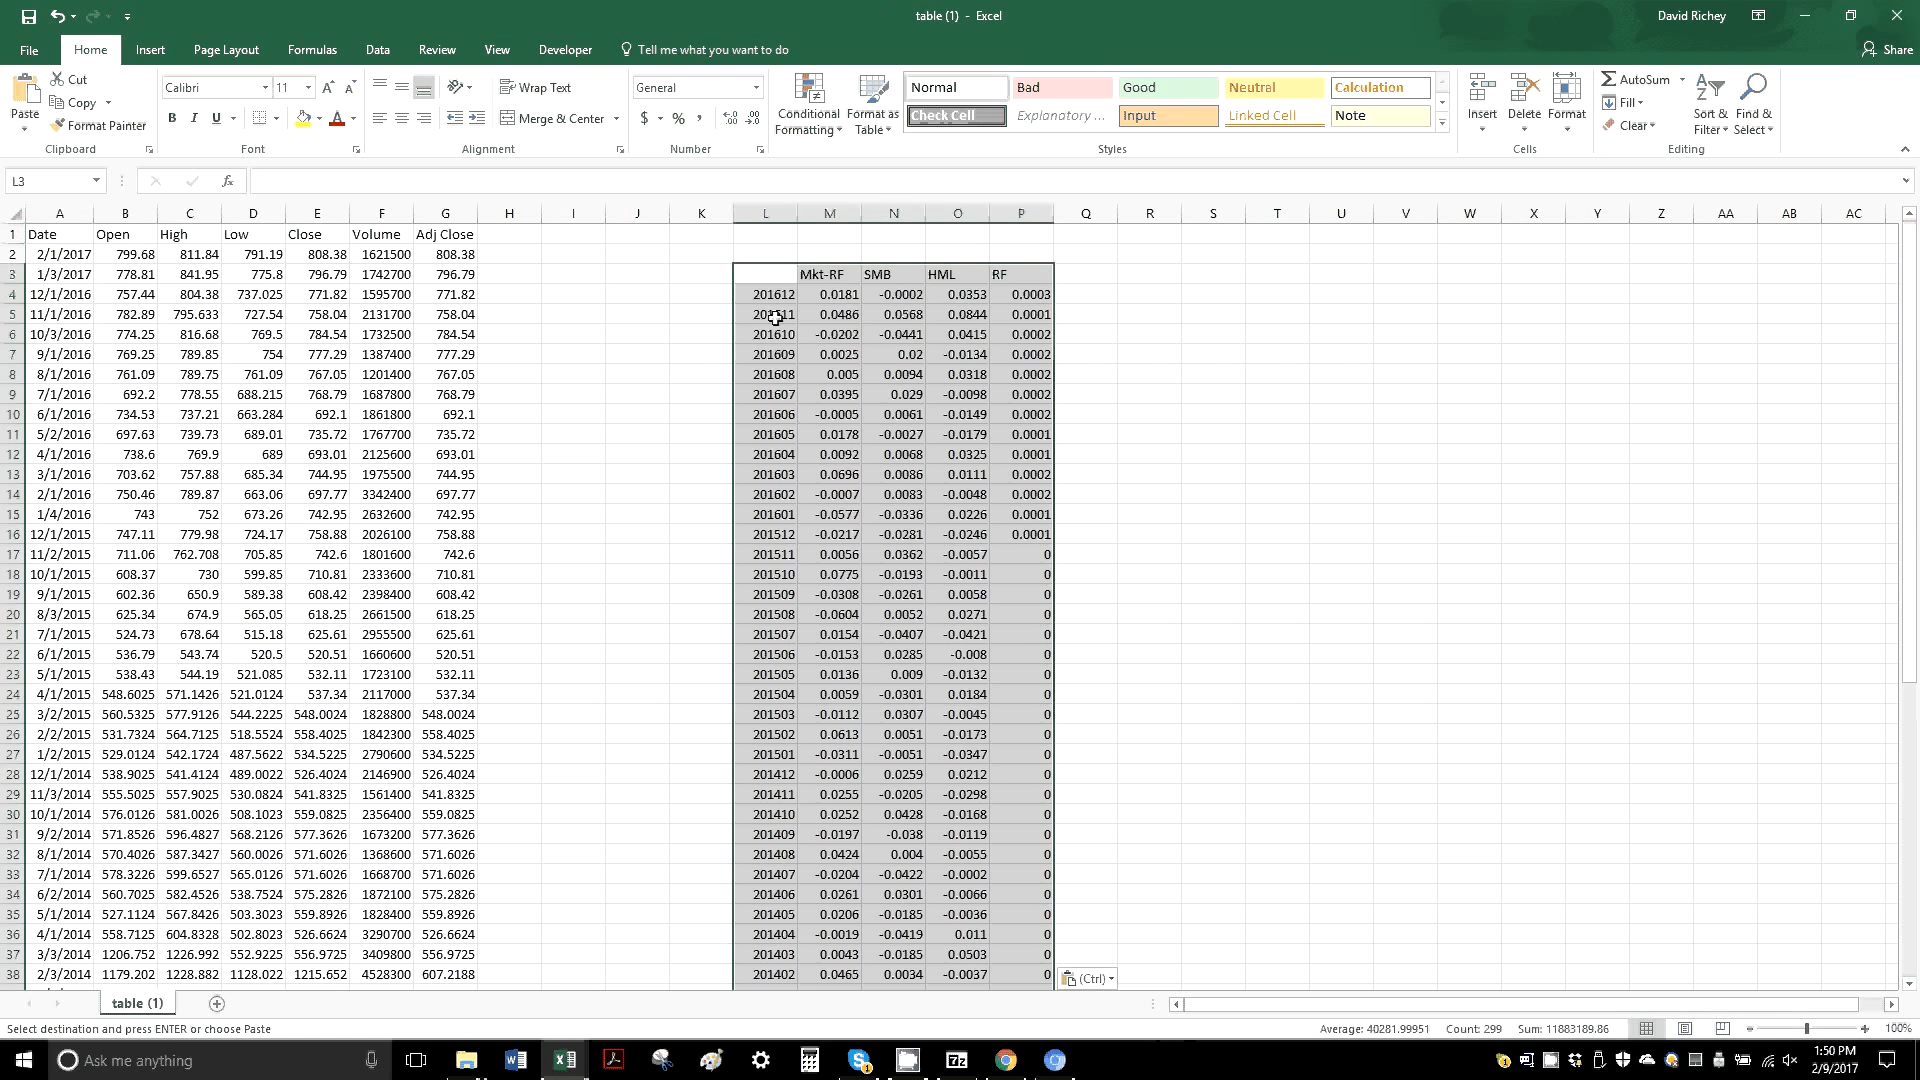 table (1) - Excel
David Richey
File Home Insert Page Layout Formulas Data Review View Developer Tell me what you want to do
Share
Paste
Cut
Copy
Format Painter
Clipboard
Calibri 11
B I U
Font
Wrap Text
Merge & Center
Alignment
General
$ % ,
Number
Conditional Formatting
Format as Table
Normal Bad Good Neutral Calculation
Check Cell Explanatory ... Input Linked Cell Note
Styles
Insert Delete Format
Cells
AutoSum
Fill
Clear
Sort & Filter
Find & Select
Editing
L3 fx
A B C D E F G H I J K L M N O P Q R S T U V W X Y Z AA AB AC
1 Date Open High Low Close Volume Adj Close
2 2/1/2017 799.68 811.84 791.19 808.38 1621500 808.38
3 1/3/2017 778.81 841.95 775.8 796.79 1742700 796.79 Mkt-RF SMB HML RF
4 12/1/2016 757.44 804.38 737.025 771.82 1595700 771.82 201612 0.0181 -0.0002 0.0353 0.0003
5 11/1/2016 782.89 795.633 727.54 758.04 2131700 758.04 201611 0.0486 0.0568 0.0844 0.0001
6 10/3/2016 774.25 816.68 769.5 784.54 1732500 784.54 201610 -0.0202 -0.0441 0.0415 0.0002
7 9/1/2016 769.25 789.85 754 777.29 1387400 777.29 201609 0.0025 0.02 -0.0134 0.0002
8 8/1/2016 761.09 789.75 761.09 767.05 1201400 767.05 201608 0.005 0.0094 0.0318 0.0002
9 7/1/2016 692.2 778.55 688.215 768.79 1687800 768.79 201607 0.0395 0.029 -0.0098 0.0002
10 6/1/2016 734.53 737.21 663.284 692.1 1861800 692.1 201606 -0.0005 0.0061 -0.0149 0.0002
11 5/2/2016 697.63 739.73 689.01 735.72 1767700 735.72 201605 0.0178 -0.0027 -0.0179 0.0001
12 4/1/2016 738.6 769.9 689 693.01 2125600 693.01 201604 0.0092 0.0068 0.0325 0.0001
13 3/1/2016 703.62 757.88 685.34 744.95 1975500 744.95 201603 0.0696 0.0086 0.0111 0.0002
14 2/1/2016 750.46 789.87 663.06 697.77 3342400 697.77 201602 -0.0007 0.0083 -0.0048 0.0002
15 1/4/2016 743 752 673.26 742.95 2632600 742.95 201601 -0.0577 -0.0336 0.0226 0.0001
16 12/1/2015 747.11 779.98 724.17 758.88 2026100 758.88 201512 -0.0217 -0.0281 -0.0246 0.0001
17 11/2/2015 711.06 762.708 705.85 742.6 1801600 742.6 201511 0.0056 0.0362 -0.0057 0
18 10/1/2015 608.37 730 599.85 710.81 2333600 710.81 201510 0.0775 -0.0193 -0.0011 0
19 9/1/2015 602.36 650.9 589.38 608.42 2398400 608.42 201509 -0.0308 -0.0261 0.0058 0
20 8/3/2015 625.34 674.9 565.05 618.25 2661500 618.25 201508 -0.0604 0.0052 0.0271 0
21 7/1/2015 524.73 678.64 515.18 625.61 2955500 625.61 201507 0.0154 -0.0407 -0.0421 0
22 6/1/2015 536.79 543.74 520.5 520.51 1660600 520.51 201506 -0.0153 0.0285 -0.008 0
23 5/1/2015 538.43 544.19 521.085 532.11 1723100 532.11 201505 0.0136 0.009 -0.0132 0
24 4/1/2015 548.6025 571.1426 521.0124 537.34 2117000 537.34 201504 0.0059 -0.0301 0.0184 0
25 3/2/2015 560.5325 577.9126 544.2225 548.0024 1828800 548.0024 201503 -0.0112 0.0307 -0.0045 0
26 2/2/2015 531.7324 564.7125 518.5524 558.4025 1842300 558.4025 201502 0.0613 0.0051 -0.0173 0
27 1/2/2015 529.0124 542.1724 487.5622 534.5225 2790600 534.5225 201501 -0.0311 -0.0051 -0.0347 0
28 12/1/2014 538.9025 541.4124 489.0022 526.4024 2146900 526.4024 201412 -0.0006 0.0259 0.0212 0
29 11/3/2014 555.5025 557.9025 530.0824 541.8325 1561400 541.8325 201411 0.0255 -0.0205 -0.0298 0
30 10/1/2014 576.0126 581.0026 508.1023 559.0825 2356400 559.0825 201410 0.0252 0.0428 -0.0168 0
31 9/2/2014 571.8526 596.4827 568.2126 577.3626 1673200 577.3626 201409 -0.0197 -0.038 -0.0119 0
32 8/1/2014 570.4026 587.3427 560.0026 571.6026 1368600 571.6026 201408 0.0424 0.004 -0.0055 0
33 7/1/2014 578.3226 599.6527 565.0126 571.6026 1668700 571.6026 201407 -0.0204 -0.0422 -0.0002 0
34 6/2/2014 560.7025 582.4526 538.7524 575.2826 1872100 575.2826 201406 0.0261 0.0301 -0.0066 0
35 5/1/2014 527.1124 567.8426 503.3023 559.8926 1828400 559.8926 201405 0.0206 -0.0185 -0.0036 0
36 4/1/2014 558.7125 604.8328 502.8023 526.6624 3290700 526.6624 201404 -0.0019 -0.0419 0.011 0
37 3/3/2014 1206.752 1226.992 552.9225 556.9725 3409800 556.9725 201403 0.0043 -0.0185 0.0503 0
38 2/3/2014 1179.202 1228.882 1128.022 1215.652 4528300 607.2188 201402 0.0465 0.0034 -0.0037 0
(Ctrl)
table (1)
Select destination and press ENTER or choose Paste
Average: 40281.99951 Count: 299 Sum: 11883189.86 100%
Ask me anything
7z
1:50 PM
2/9/2017